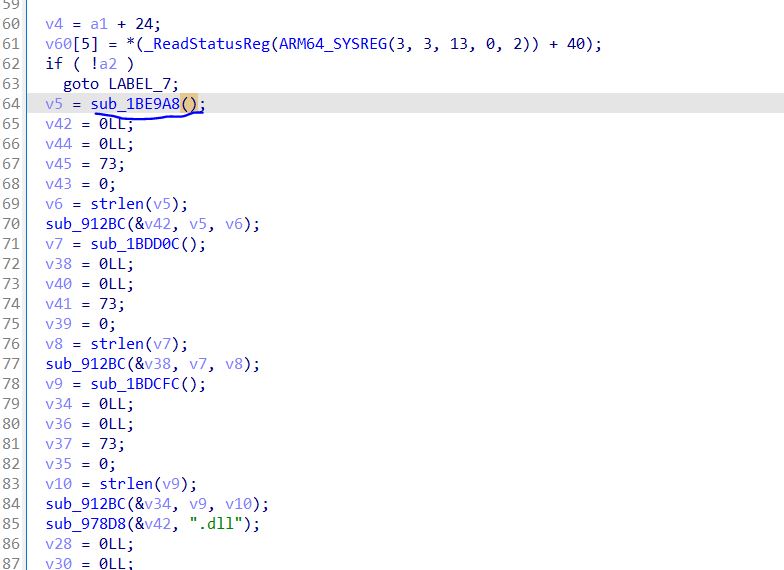 59
60 v4 = a1 + 24;
61 v60[5] = *(_ReadStatusReg(ARM64_SYSREG(3, 3, 13, 0, 2)) + 40);
62 if ( !a2 )
63 goto LABEL_7;
64 v5 = sub_1BE9A8();
65 v42 = 0LL;
66 v44 = 0LL;
67 v45 = 73;
68 v43 = 0;
69 v6 = strlen(v5);
70 sub_912BC(&v42, v5, v6);
71 v7 = sub_1BDD0C();
72 v38 = 0LL;
73 v40 = 0LL;
74 v41 = 73;
75 v39 = 0;
76 v8 = strlen(v7);
77 sub_912BC(&v38, v7, v8);
78 v9 = sub_1BDCFC();
79 v34 = 0LL;
80 v36 = 0LL;
81 v37 = 73;
82 v35 = 0;
83 v10 = strlen(v9);
84 sub_912BC(&v34, v9, v10);
85 sub_978D8(&v42, ".dll");
86 v28 = 0LL;
87 v30 = 0LL;